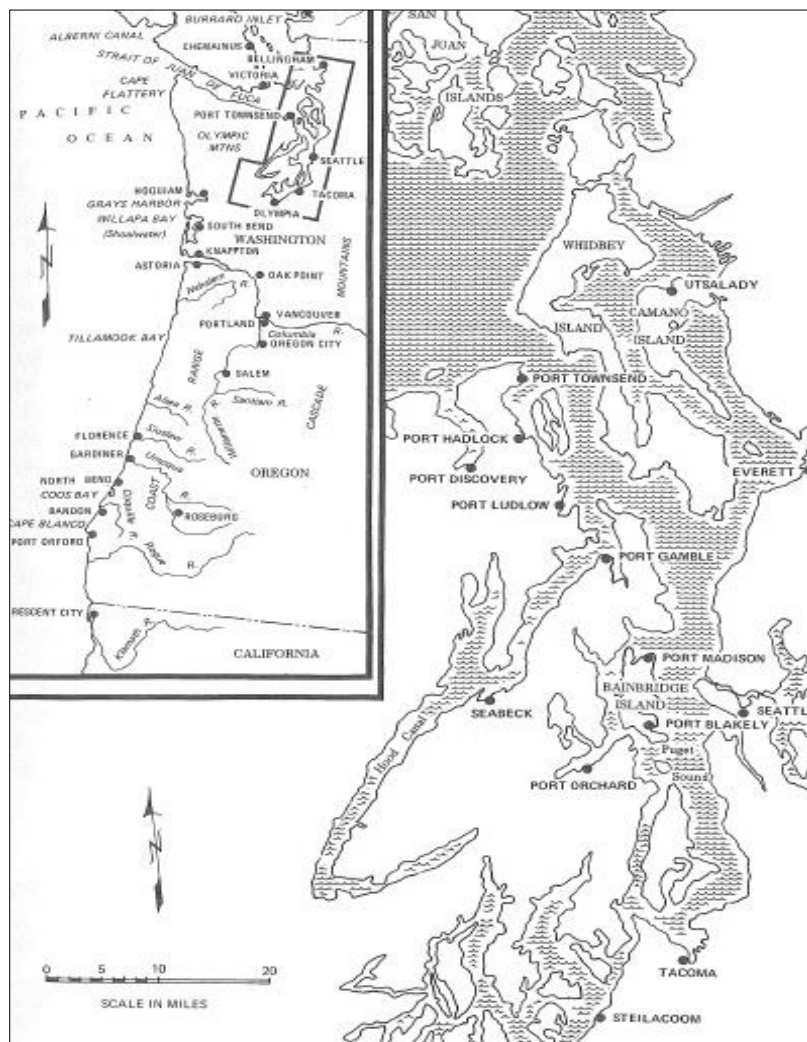 BURRARD INLET
ALBERNI CANAL
CHEMAINUS
BELLINGHAM
STRAIT OF JUAN DE FUCA
VICTORIA
CAPE
FLATTERY
PACIFIC
OCEAN
PORT TOWNSEND
OLYMPIC
MTNS
SEATTLE
TACOMA
OLYMPIA
HOQUIAM
GRAYS HARBOR
WILLAPA BAY
(Shoalwater)
SOUTH BEND
WASHINGTON
KNAPPTON
ASTORIA
OAK POINT
MOUNTAINS
Nehalem R.
VANCOUVER
PORTLAND
Columbia R.
OREGON CITY
TILLAMOOK BAY
RANGE
SALEM
Santiam R.
CASCADE
Alsea R.
Willamette
FLORENCE
Siuslaw R.
GARDINER
Umpqua R.
OREGON
NORTH BEND
COOS BAY
COAST
BANDON
Coquille R.
ROSEBURG
CAPE BLANCO
PORT ORFORD
Rogue R.
RESCENT CITY
Klamath R.
CALIFORNIA
SAN
JUAN
ISLANDS
WHIDBEY
ISLAND
UTSALADY
CAMANO
ISLAND
PORT TOWNSEND
PORT HADLOCK
PORT DISCOVERY
EVERETT
PORT LUDLOW
PORT GAMBLE
PORT MADISON
BAINBRIDGE
ISLAND
SEATTL
SEABECK
PORT BLAKELY
Hood Canal
Puget
Sound
PORT ORCHARD
TACOMA
STEILACOOM
N
N
0 5 10 20
SCALE IN MILES